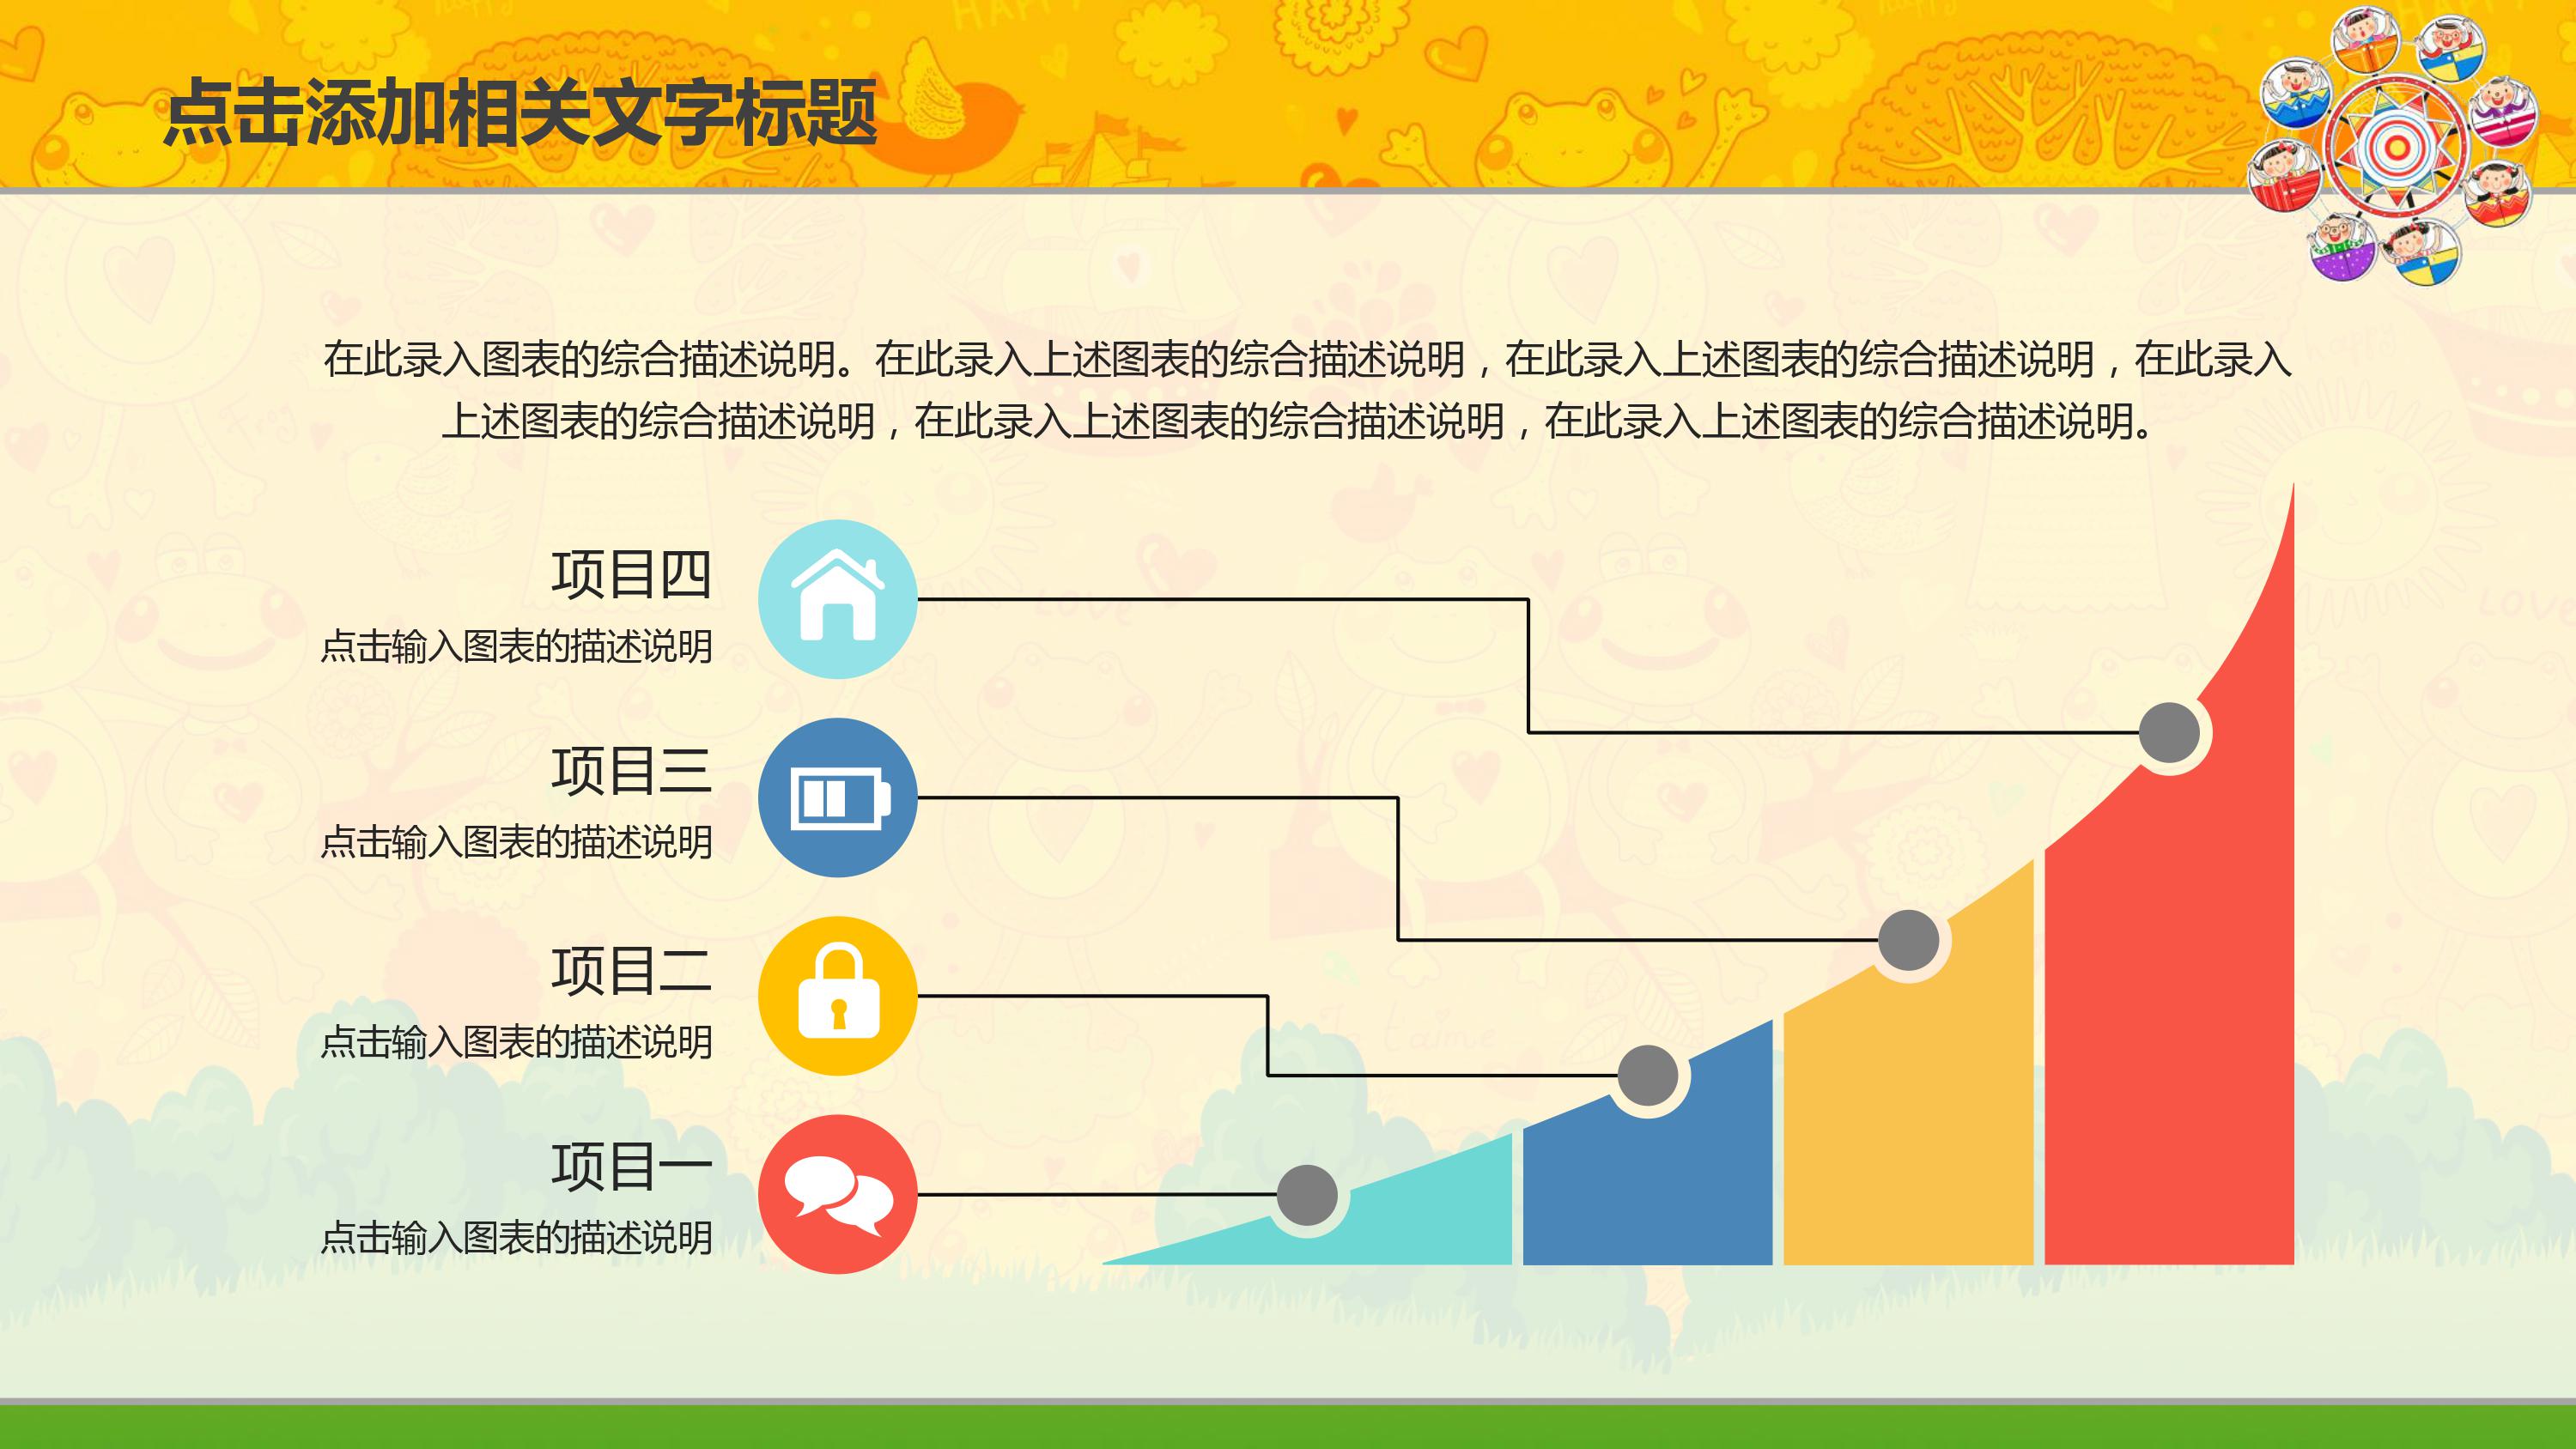 点击添加相关文字标题
在此录入图表的综合描述说明。在此录入上述图表的综合描述说明，在此录入上述图表的综合描述说明，在此录入
上述图表的综合描述说明，在此录入上述图表的综合描述说明，在此录入上述图表的综合描述说明。
项目四
点击输入图表的描述说明
项目三
点击输入图表的描述说明
项目二
点击输入图表的描述说明
项目一
点击输入图表的描述说明